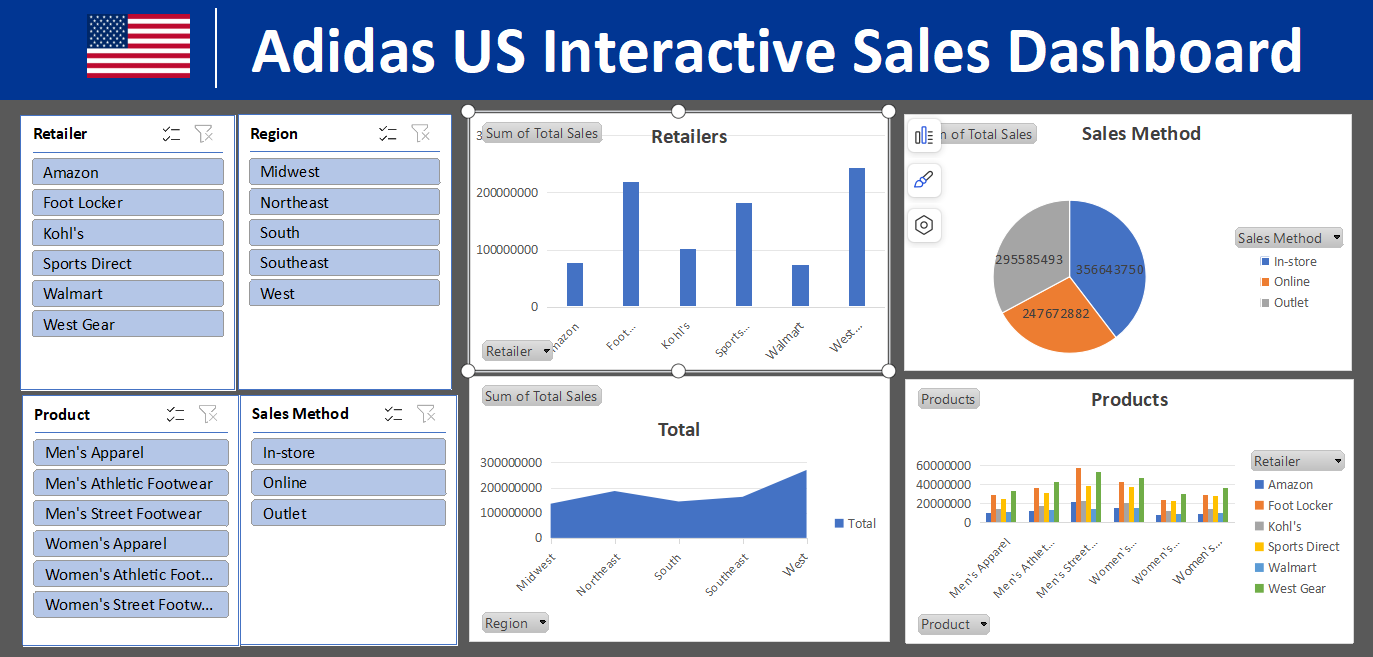 Adidas US Interactive Sales Dashboard
Retailer
Amazon
Foot Locker
Kohl's
Sports Direct
Walmart
West Gear
Region
Midwest
Northeast
South
Southeast
West
Product
Men's Apparel
Men's Athletic Footwear
Men's Street Footwear
Women's Apparel
Women's Athletic Foot...
Women's Street Footw...
Sales Method
In-store
Online
Outlet
Sum of Total Sales
Retailers
3
200000000
100000000
0
mazon
Foot...
Kohl's
Sports...
Walmart
West...
Retailer
n of Total Sales
Sales Method
295585493
356643750
247672882
Sales Method
In-store
Online
Outlet
Sum of Total Sales
Total
300000000
200000000
100000000
0
Midwest
Northeast
South
Southeast
West
Total
Region
Products
Products
60000000
40000000
20000000
0
Men's Apparel
Men's Athlet...
Men's Street...
Women's...
Women's...
Women's...
Retailer
Amazon
Foot Locker
Kohl's
Sports Direct
Walmart
West Gear
Product